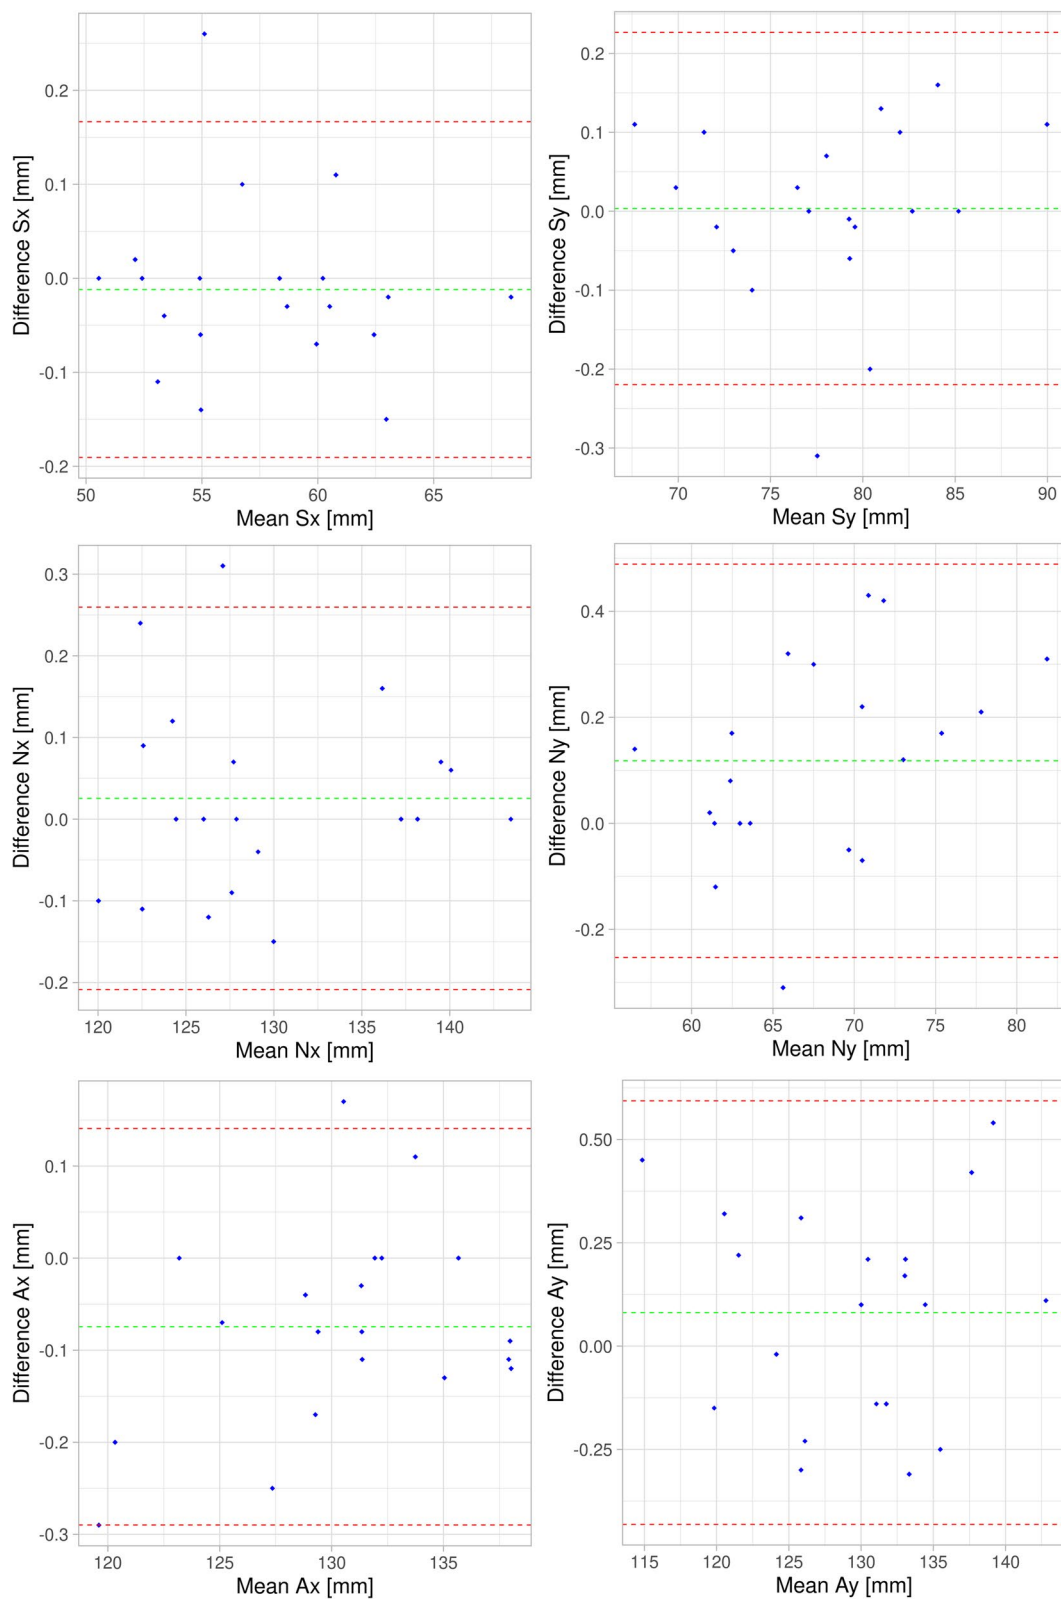 Difference Sx [mm]
0.2
0.1
0.0
-0.1
-0.2
50 55 60 65
Mean Sx [mm]
Difference Sy [mm]
0.2
0.1
0.0
-0.1
-0.2
-0.3
70 75 80 85 90
Mean Sy [mm]
Difference Nx [mm]
0.3
0.2
0.1
0.0
-0.1
-0.2
120 125 130 135 140
Mean Nx [mm]
Difference Ny [mm]
0.4
0.2
0.0
-0.2
60 65 70 75 80
Mean Ny [mm]
Difference Ax [mm]
0.1
0.0
-0.1
-0.2
-0.3
120 125 130 135
Mean Ax [mm]
Difference Ay [mm]
0.50
0.25
0.00
-0.25
115 120 125 130 135 140
Mean Ay [mm]